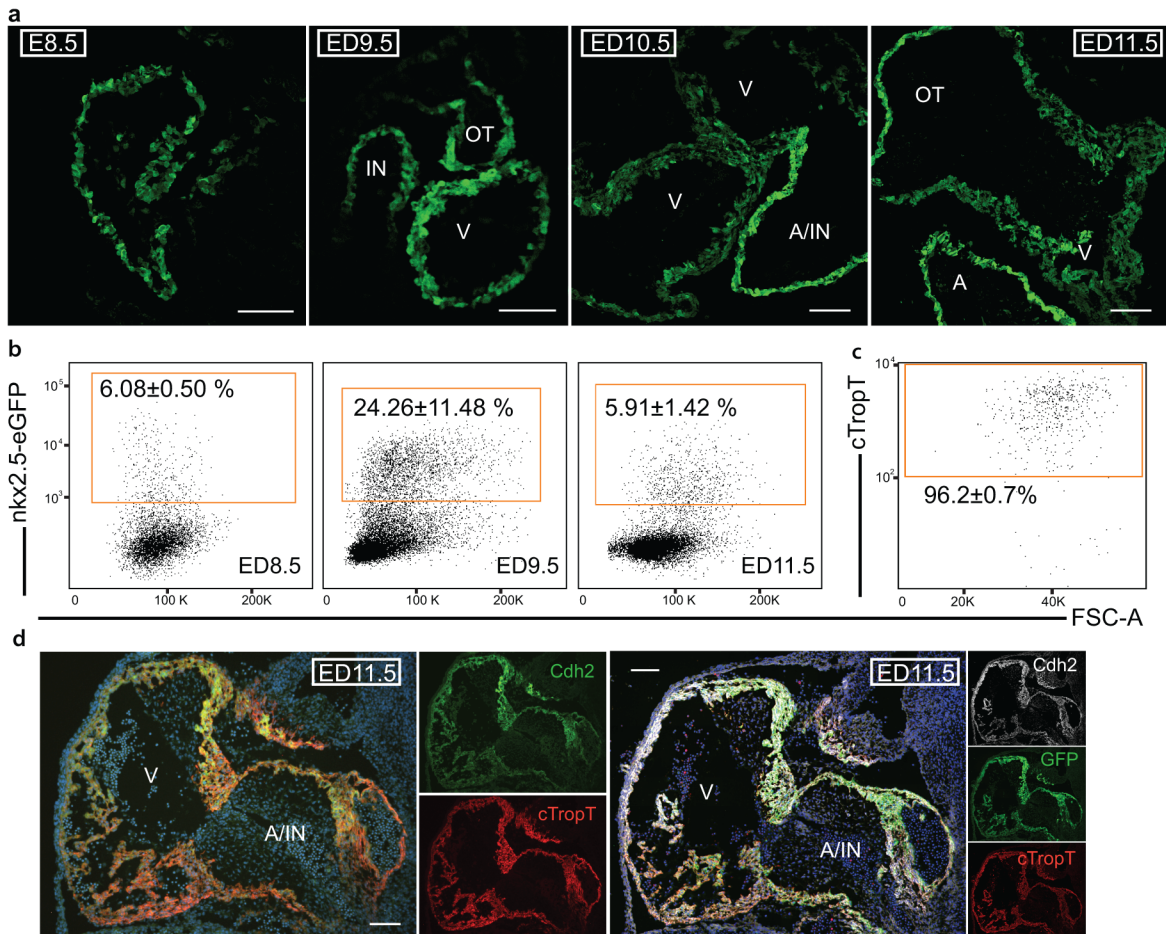 a
E8.5
ED9.5
IN
OT
V
ED10.5
V
V
A/IN
ED11.5
OT
V
A
b
nkx2.5-eGFP
10⁵
10⁴
10³
6.08±0.50 %
ED8.5
0
100 K
200K
24.26±11.48 %
ED9.5
0
100 K
200K
5.91±1.42 %
ED11.5
0
100 K
200K
c
cTropT
10⁴
10²
96.2±0.7%
0
20K
40K
FSC-A
d
ED11.5
V
A/IN
Cdh2
cTropT
ED11.5
V
A/IN
Cdh2
GFP
cTropT